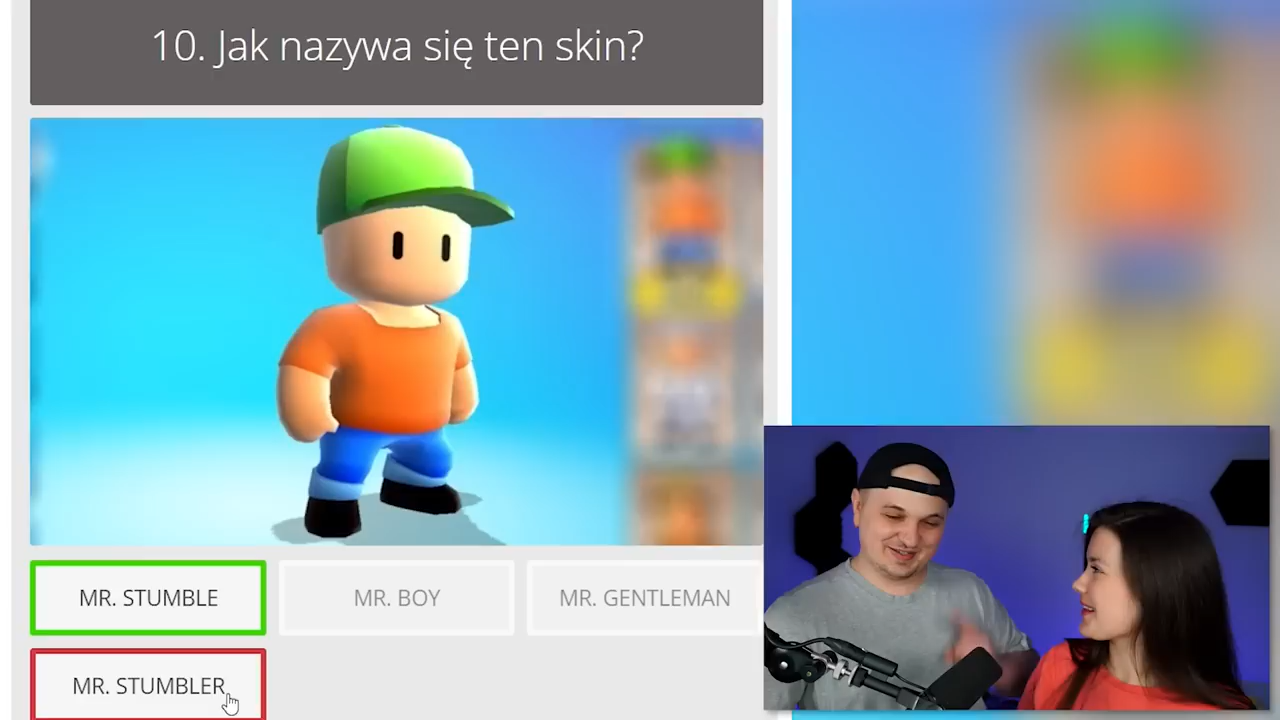 10. Jak nazywa się ten skin?
MR. STUMBLE
MR. BOY
MR. GENTLEMAN
MR. STUMBLER